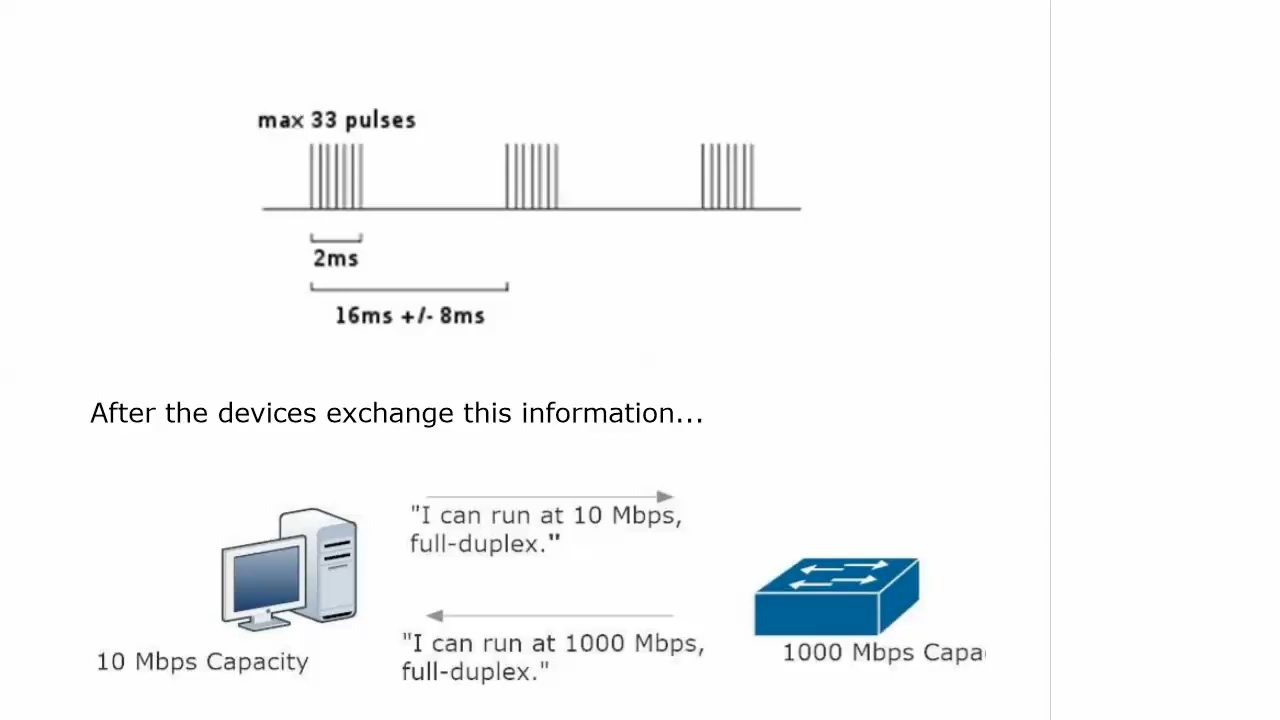 max 33 pulses
2ms
16ms +/- 8ms
After the devices exchange this information...
"I can run at 10 Mbps,
full-duplex."
10 Mbps Capacity
"I can run at 1000 Mbps,
full-duplex."
1000 Mbps Capa